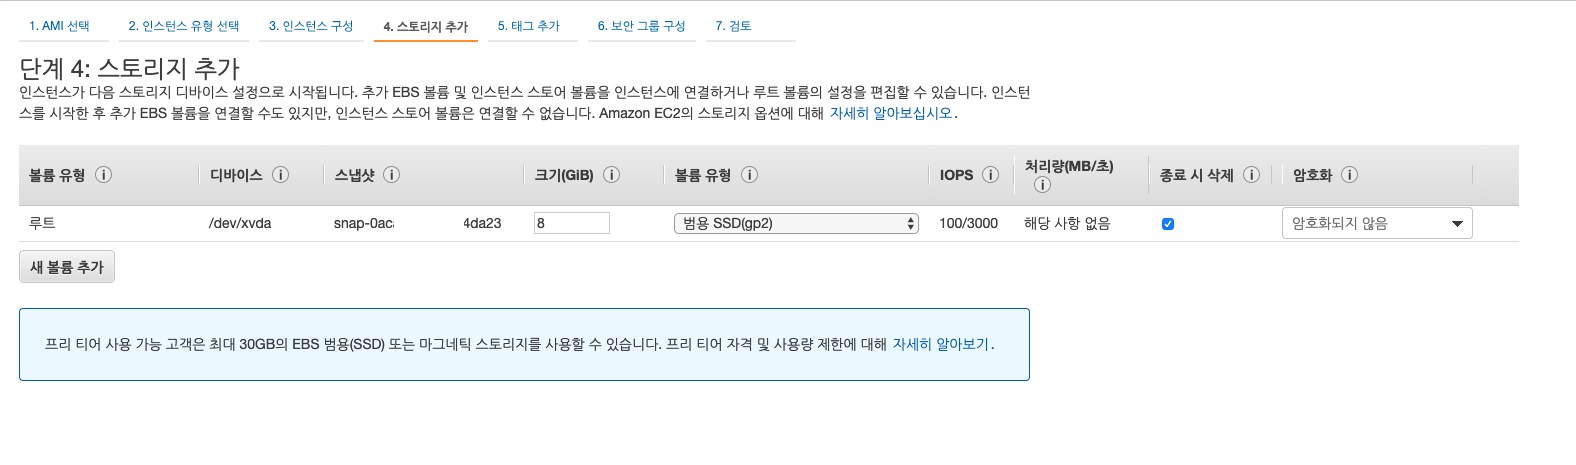 1. AMI 선택 2. 인스턴스 유형 선택 3. 인스턴스 구성 4. 스토리지 추가 5. 태그 추가 6. 보안 그룹 구성 7. 검토
단계 4: 스토리지 추가
인스턴스가 다음 스토리지 디바이스 설정으로 시작됩니다. 추가 EBS 볼륨 및 인스턴스 스토어 볼륨을 인스턴스에 연결하거나 루트 볼륨의 설정을 편집할 수 있습니다. 인스턴
스를 시작한 후 추가 EBS 볼륨을 연결할 수도 있지만, 인스턴스 스토어 볼륨은 연결할 수 없습니다. Amazon EC2의 스토리지 옵션에 대해 자세히 알아보십시오.
볼륨 유형 디바이스 스냅샷 크기(GiB) 볼륨 유형 IOPS 처리량(MB/초) 종료 시 삭제 암호화
루트 /dev/xvda snap-0aca 4da23 8 범용 SSD(gp2) 100/3000 해당 사항 없음 암호화되지 않음
새 볼륨 추가
프리 티어 사용 가능 고객은 최대 30GB의 EBS 범용(SSD) 또는 마그네틱 스토리지를 사용할 수 있습니다. 프리 티어 자격 및 사용량 제한에 대해 자세히 알아보기.